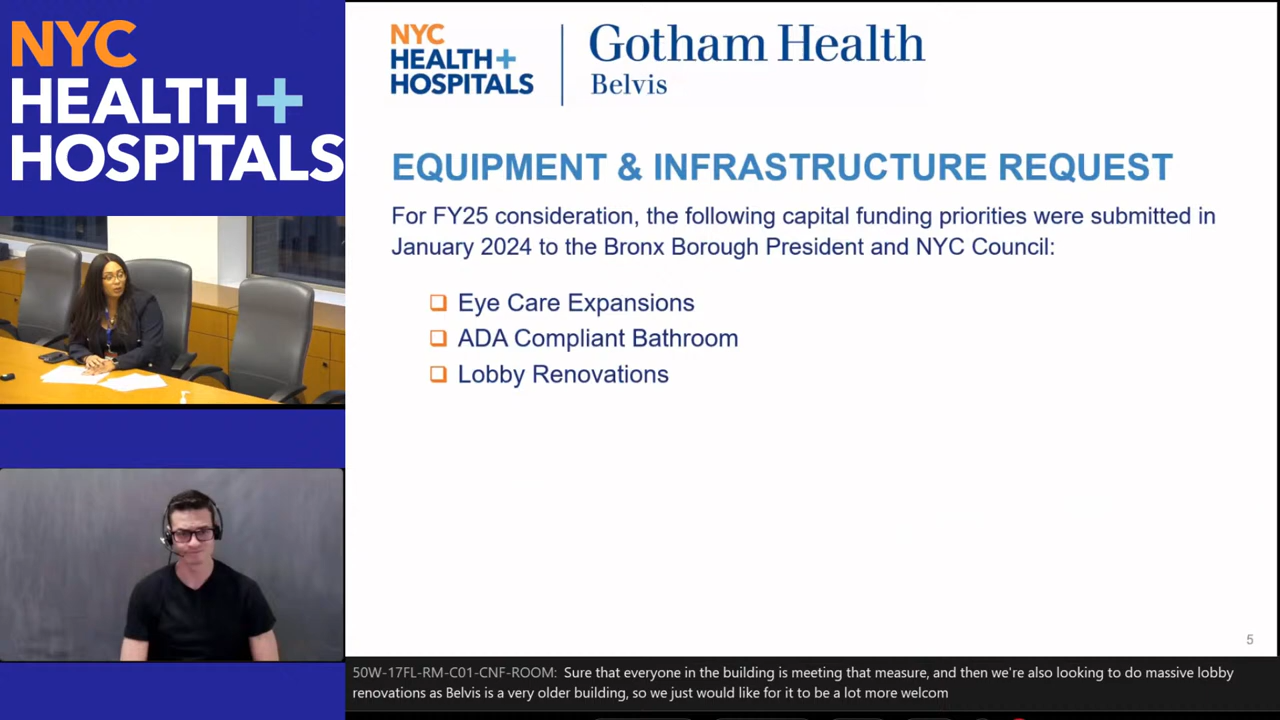 NYC
HEALTH+
HOSPITALS
NYC
HEALTH+
HOSPITALS
Gotham Health
Belvis
EQUIPMENT & INFRASTRUCTURE REQUEST
For FY25 consideration, the following capital funding priorities were submitted in
January 2024 to the Bronx Borough President and NYC Council:
Eye Care Expansions
ADA Compliant Bathroom
Lobby Renovations
5
50W-17FL-RM-C01-CNF-ROOM: Sure that everyone in the building is meeting that measure, and then we're also looking to do massive lobby
renovations as Belvis is a very older building, so we just would like for it to be a lot more welcom